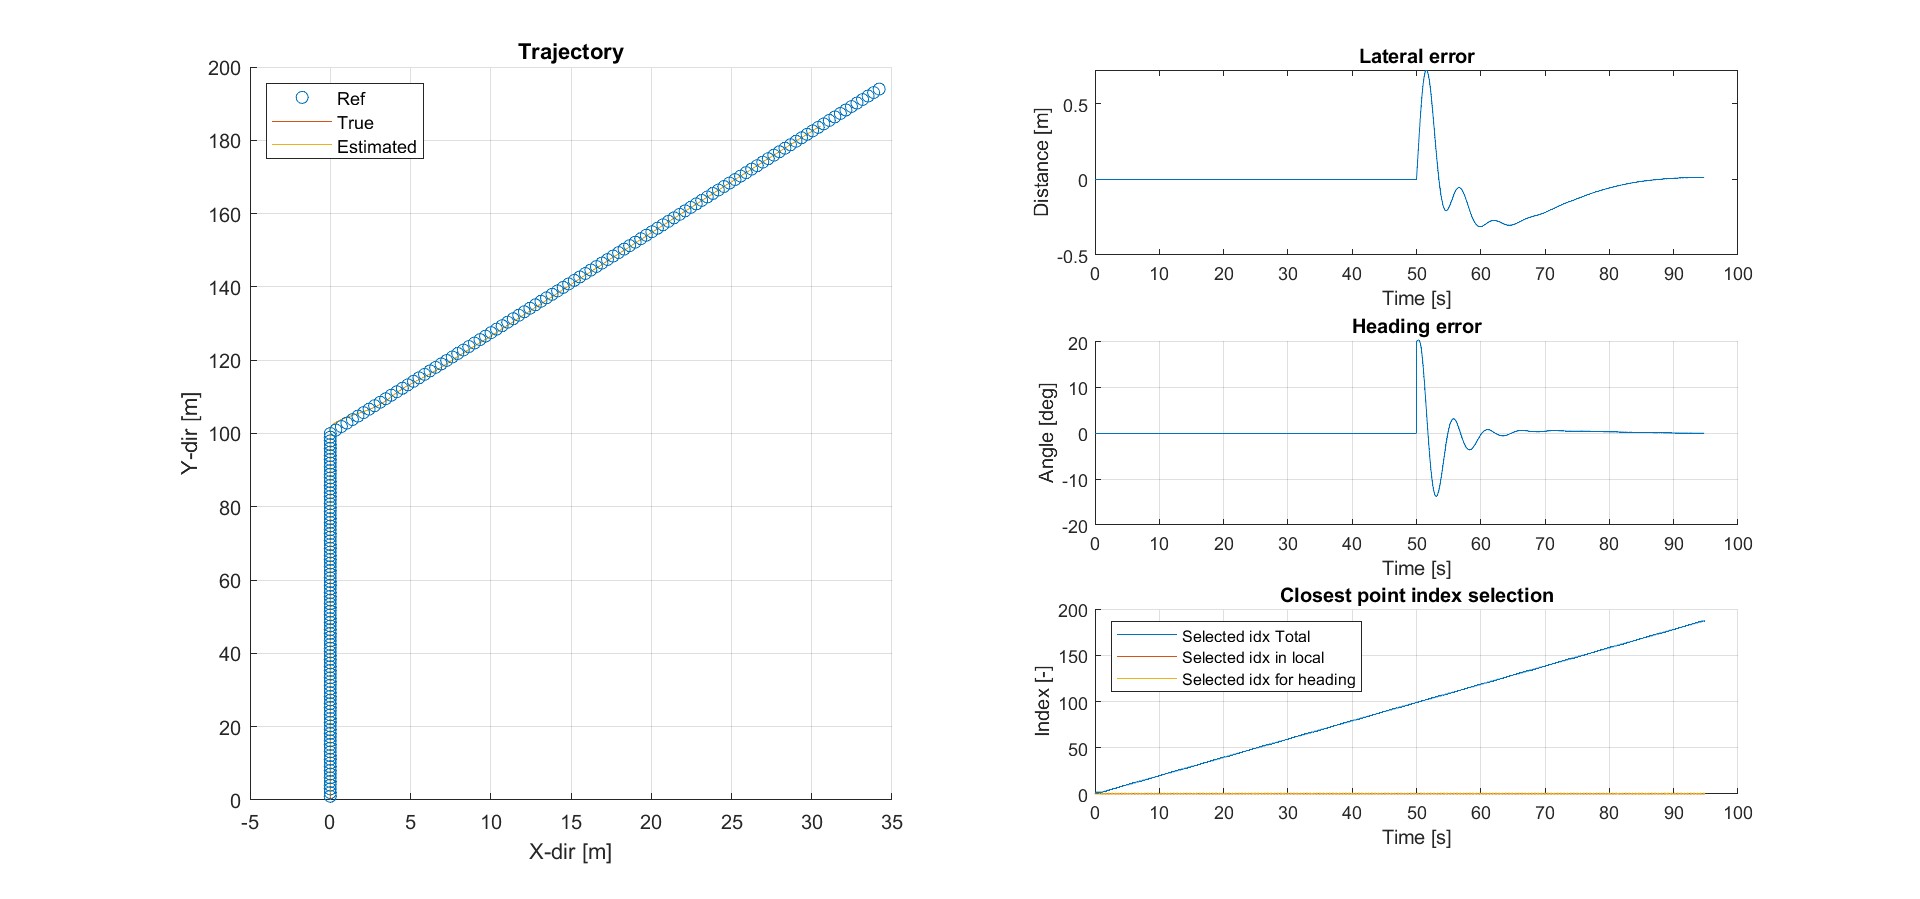 Trajectory
200
180
160
140
120
100
80
60
40
20
0
Y-dir [m]
Ref
True
Estimated
-5 0 5 10 15 20 25 30 35
X-dir [m]
Lateral error
0.5
0
-0.5
Distance [m]
0 10 20 30 40 50 60 70 80 90 100
Time [s]
Heading error
20
10
0
-10
-20
Angle [deg]
0 10 20 30 40 50 60 70 80 90 100
Time [s]
Closest point index selection
200
150
100
50
0
Index [-]
Selected idx Total
Selected idx in local
Selected idx for heading
0 10 20 30 40 50 60 70 80 90 100
Time [s]